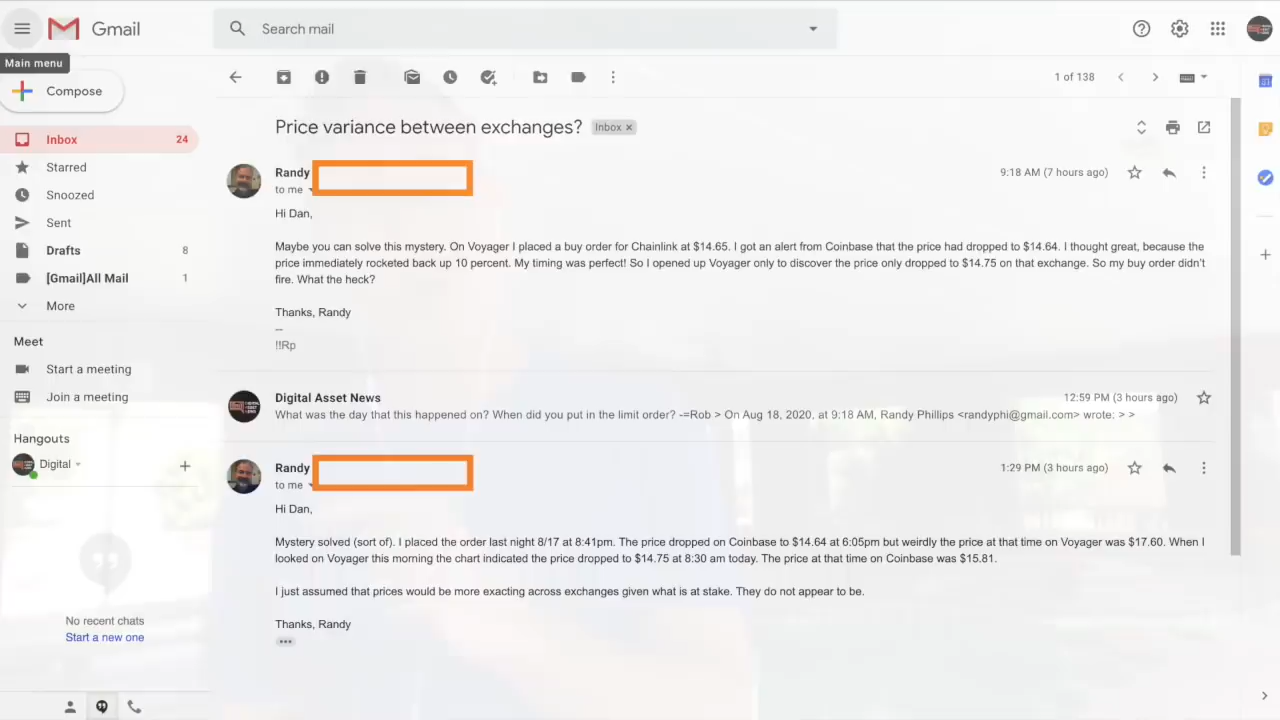 Gmail
Search mail
Main menu
Compose
1 of 138
Inbox 24
Starred
Snoozed
Sent
Drafts 8
[Gmail]All Mail 1
More
Meet
Start a meeting
Join a meeting
Hangouts
Digital
No recent chats
Start a new one
Price variance between exchanges? Inbox x
Randy 9:18 AM (7 hours ago)
to me
Hi Dan,
Maybe you can solve this mystery. On Voyager I placed a buy order for Chainlink at $14.65. I got an alert from Coinbase that the price had dropped to $14.64. I thought great, because the
price immediately rocketed back up 10 percent. My timing was perfect! So I opened up Voyager only to discover the price only dropped to $14.75 on that exchange. So my buy order didn't
fire. What the heck?
Thanks, Randy
--
!!Rp
Digital Asset News 12:59 PM (3 hours ago)
What was the day that this happened on? When did you put in the limit order? -=Rob > On Aug 18, 2020, at 9:18 AM, Randy Phillips <randyphi@gmail.com> wrote: > >
Randy 1:29 PM (3 hours ago)
to me
Hi Dan,
Mystery solved (sort of). I placed the order last night 8/17 at 8:41pm. The price dropped on Coinbase to $14.64 at 6:05pm but weirdly the price at that time on Voyager was $17.60. When I
looked on Voyager this morning the chart indicated the price dropped to $14.75 at 8:30 am today. The price at that time on Coinbase was $15.81.
I just assumed that prices would be more exacting across exchanges given what is at stake. They do not appear to be.
Thanks, Randy